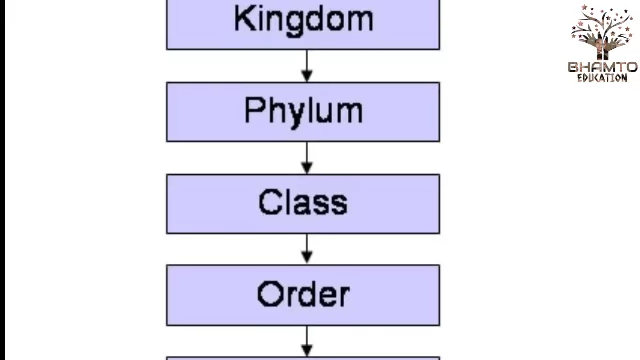 Kingdom
BHAMTO
EDUCATION
Phylum
Class
Order